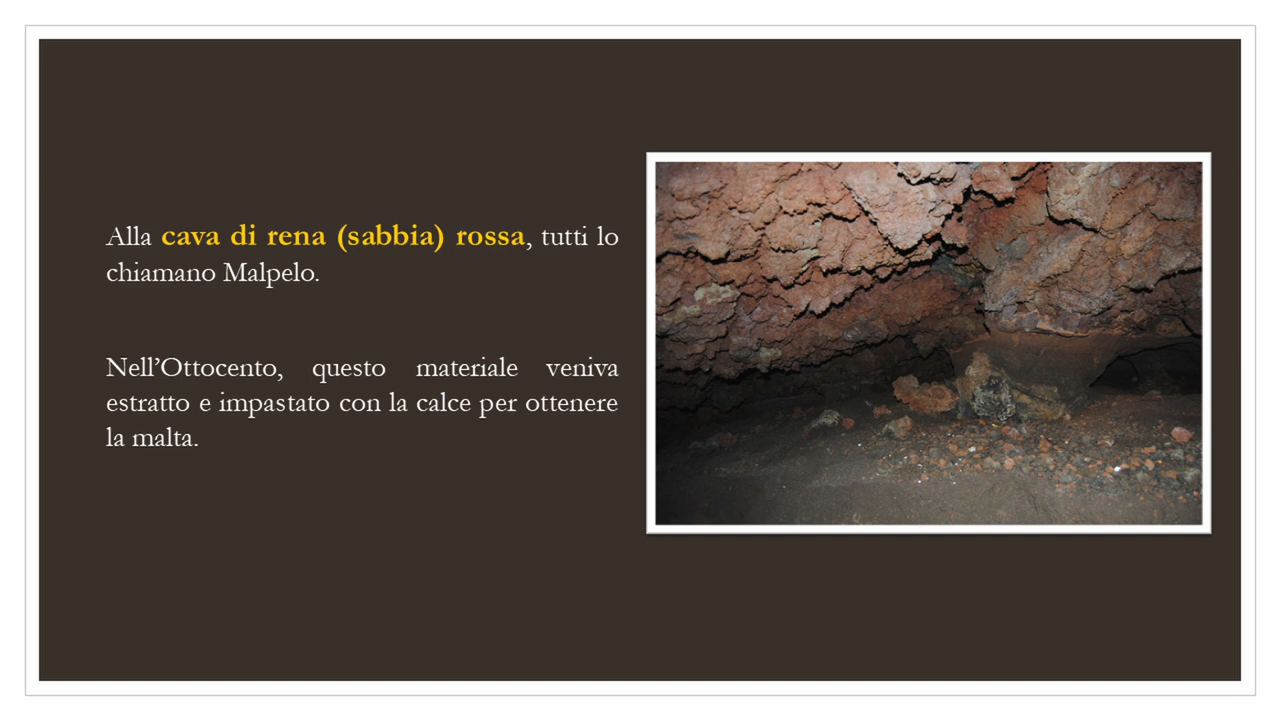 Alla cava di rena (sabbia) rossa, tutti lo
chiamano Malpelo.
Nell’Ottocento, questo materiale veniva
estratto e impastato con la calce per ottenere
la malta.